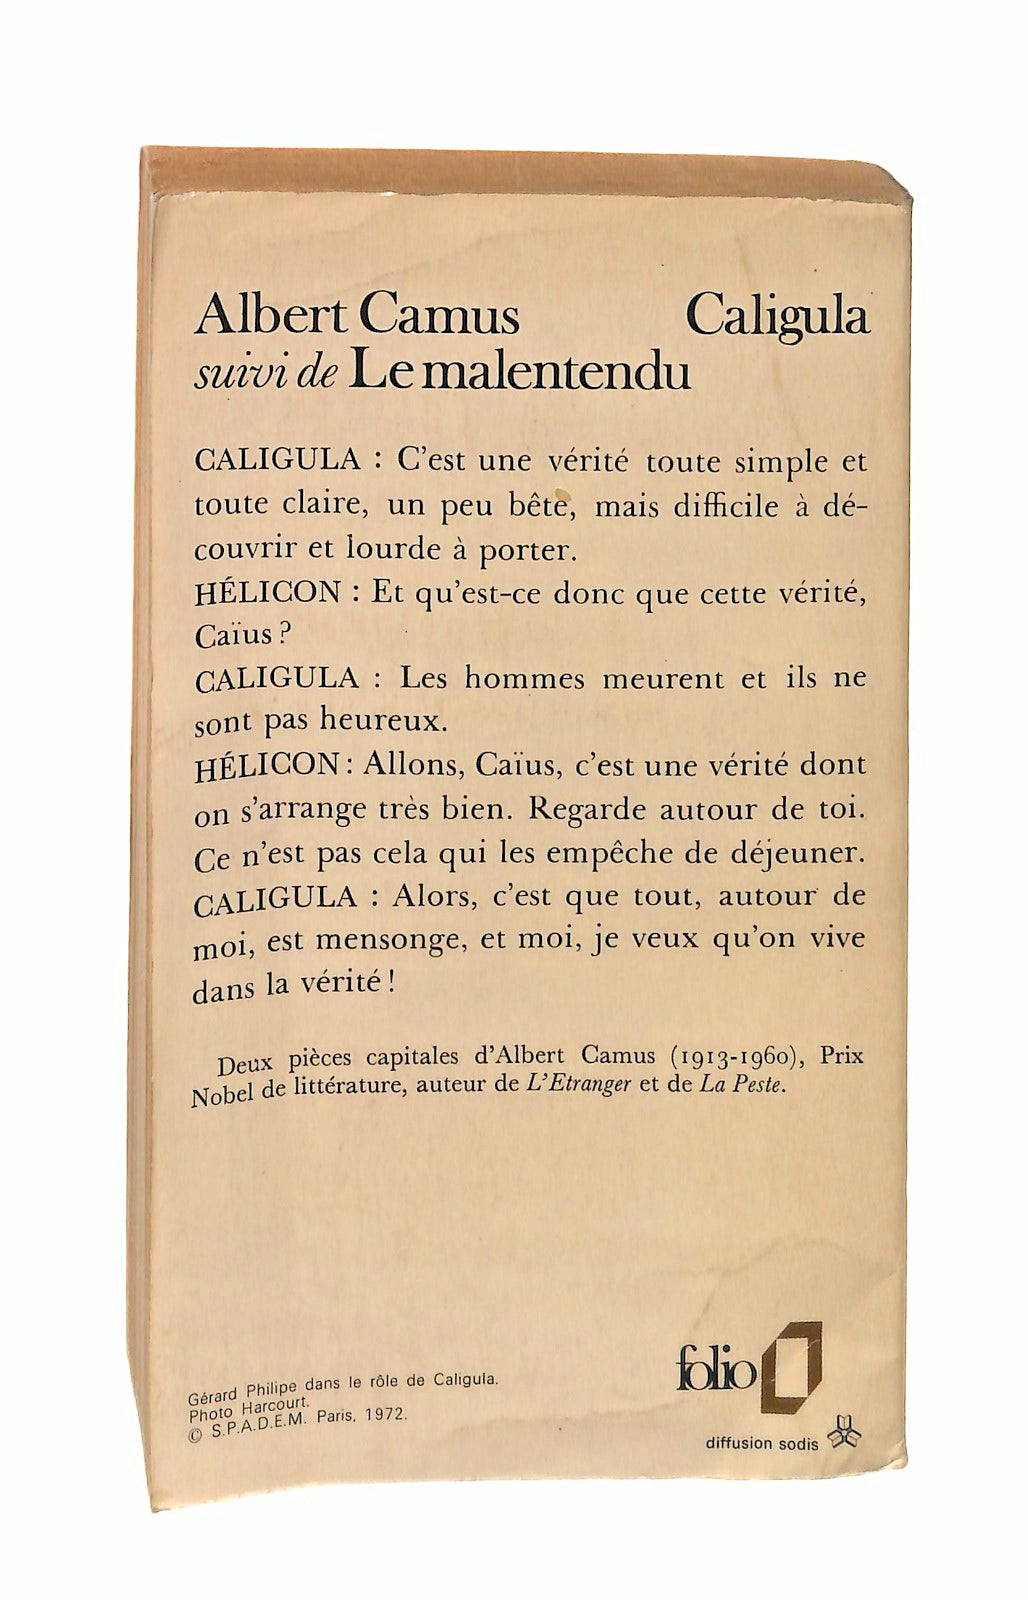 Albert Camus Caligula
suivi de Le malentendu
CALIGULA : C'est une vérité toute simple et
toute claire, un peu bête, mais difficile à dé-
couvrir et lourde à porter.
HÉLICON : Et qu'est-ce donc que cette vérité,
Caïus ?
CALIGULA : Les hommes meurent et ils ne
sont pas heureux.
HÉLICON : Allons, Caïus, c'est une vérité dont
on s'arrange très bien. Regarde autour de toi.
Ce n'est pas cela qui les empêche de déjeuner.
CALIGULA : Alors, c'est que tout, autour de
moi, est mensonge, et moi, je veux qu'on vive
dans la vérité !
Deux pièces capitales d'Albert Camus (1913-1960), Prix
Nobel de littérature, auteur de L'Etranger et de La Peste.
Gérard Philipe dans le rôle de Caligula.
Photo Harcourt.
© S.P.A.D.E.M. Paris, 1972.
folio
diffusion sodis